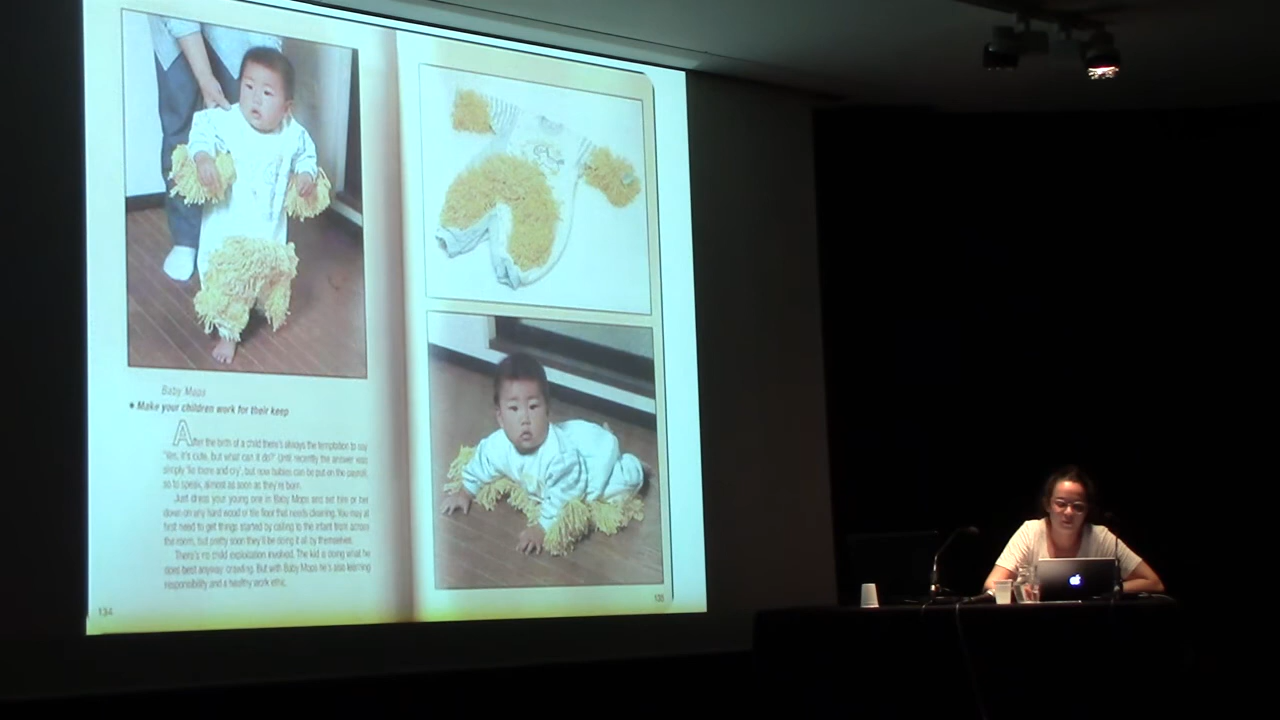 Baby Mops
• Make your children work for their keep
After the birth of a child there's always the temptation to say
"Yes, it's cute, but what can it do?" Until recently the answer was
simply "lie there and cry", but now babies can be put on the payroll,
so to speak, almost as soon as they're born.
Just dress your young one in Baby Mops and set him or her
down on any hard wood or tile floor that needs cleaning. You may at
first need to get things started by calling to the infant from across
the room, but pretty soon they'll be doing it all by themselves.
There's no child exploitation involved. The kid is doing what he
does best anyway: crawling. But with Baby Mops he's also learning
responsibility and a healthy work ethic.
134
135